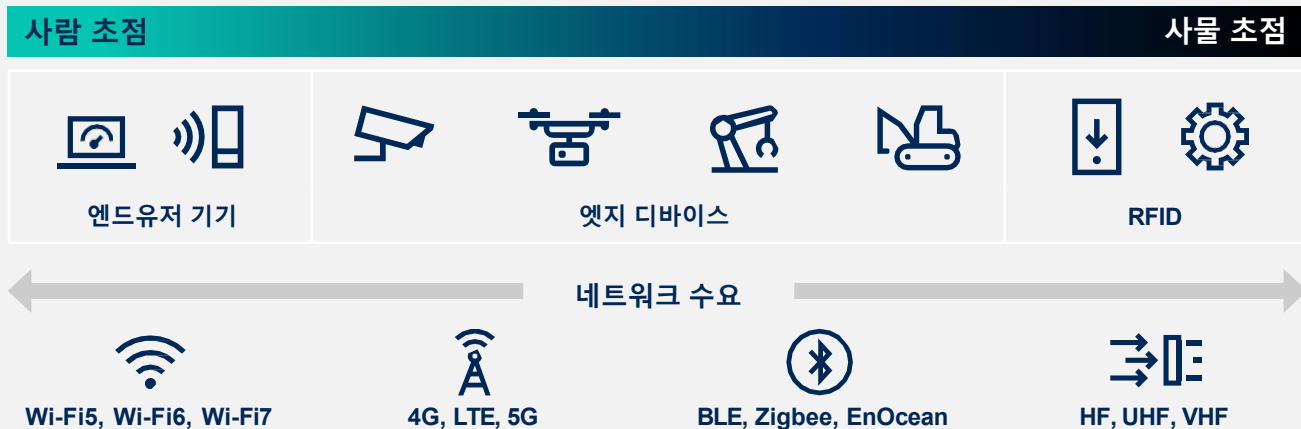 사람 초점
사물 초점
엔드유저 기기
엣지 디바이스
RFID
네트워크 수요
Wi-Fi5, Wi-Fi6, Wi-Fi7
4G, LTE, 5G
BLE, Zigbee, EnOcean
HF, UHF, VHF